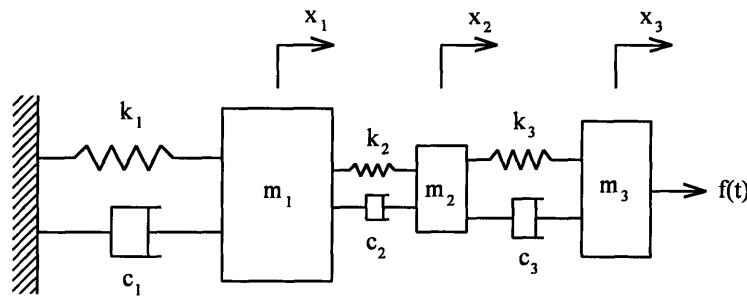 x₁ x₂ x₃
k₁ k₂ k₃
m₁ m₂ m₃ f(t)
c₁ c₂ c₃